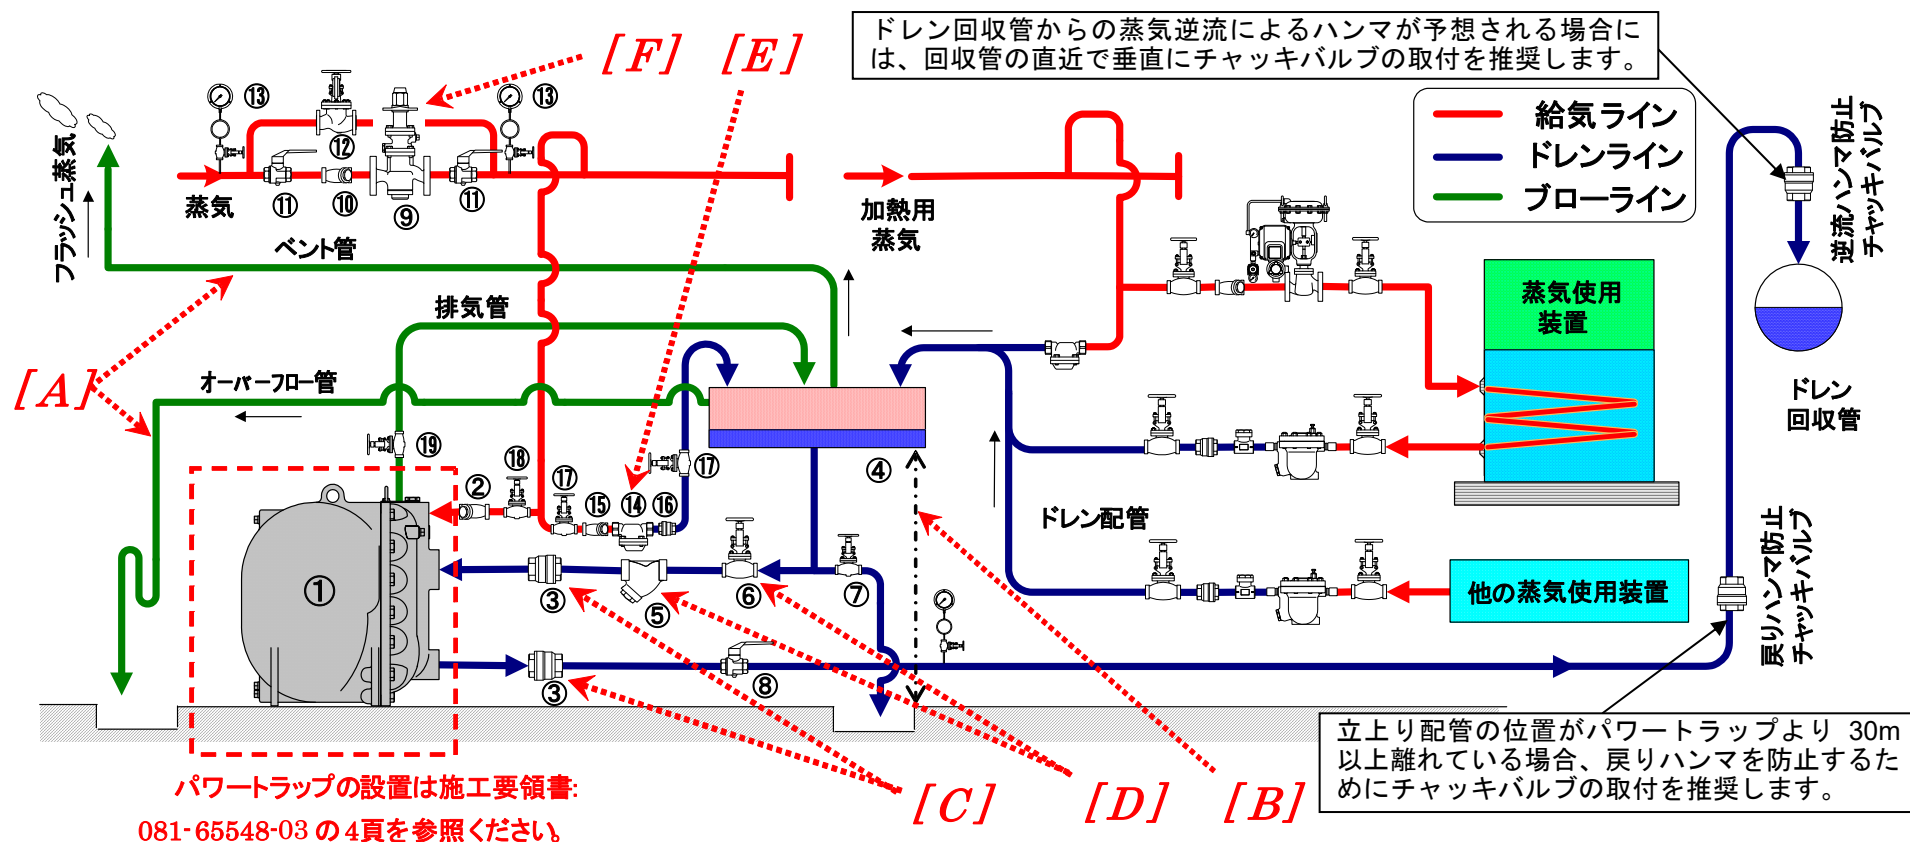 ドレン回収管からの蒸気逆流によるハンマが予想される場合に
は、回収管の直近で垂直にチャッキバルブの取付を推奨します。
[F]
[E]
⑬
⑬
給気ライン
ドレンライン
ブローライン
逆流ハンマ防止
チャッキバルブ
フラッシュ蒸気
⑫
蒸気
⑪
⑩
⑨
⑪
加熱用
蒸気
ベント管
蒸気使用
装置
排気管
[A]
オーバーフロー管
ドレン
回収管
⑲
⑱
⑰
⑰
④
②
⑮
⑭
⑯
ドレン配管
戻りハンマ防止
チャッキバルブ
①
③
⑤
⑥
⑦
他の蒸気使用装置
③
⑧
立上り配管の位置がパワートラップより 30m
以上離れている場合、戻りハンマを防止するた
めにチャッキバルブの取付を推奨します。
[C]
[D]
[B]
パワートラップの設置は施工要領書:
081-65548-03 の 4頁を参照ください。